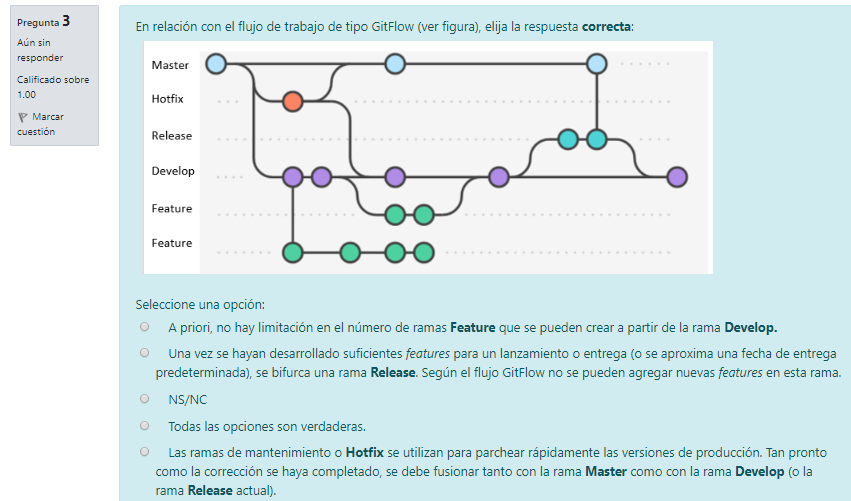 Pregunta 3
Aún sin
responder
Calificado sobre
1.00
Marcar
cuestión
En relación con el flujo de trabajo de tipo GitFlow (ver figura), elija la respuesta correcta:
Master
Hotfix
Release
Develop
Feature
Feature
Seleccione una opción:
A priori, no hay limitación en el número de ramas Feature que se pueden crear a partir de la rama Develop.
Una vez se hayan desarrollado suficientes features para un lanzamiento o entrega (o se aproxima una fecha de entrega
predeterminada), se bifurca una rama Release. Según el flujo GitFlow no se pueden agregar nuevas features en esta rama.
NS/NC
Todas las opciones son verdaderas.
Las ramas de mantenimiento o Hotfix se utilizan para parchear rápidamente las versiones de producción. Tan pronto
como la corrección se haya completado, se debe fusionar tanto con la rama Master como con la rama Develop (o la
rama Release actual).